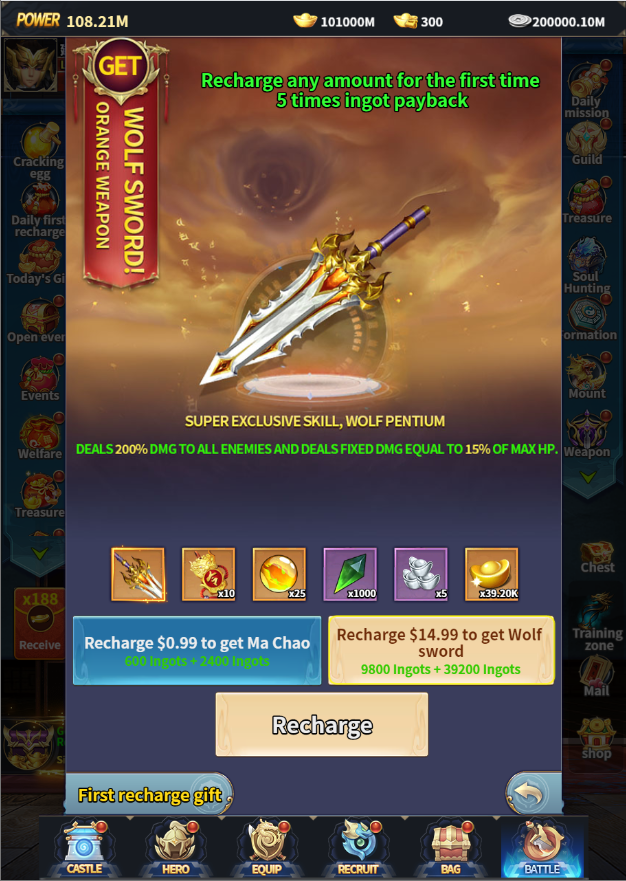 POWER 108.21M
101000M
300
200000.10M
GET
WOLF SWORD!
ORANGE WEAPON
Recharge any amount for the first time
5 times ingot payback
Cracking
egg
Daily first
recharge
Today's Gi
Open even
Events
Welfare
Treasure
x188
Receive
Daily
mission
Guild
Treasure
Soul
Hunting
Formation
Mount
Weapon
Chest
Training
zone
Mail
shop
SUPER EXCLUSIVE SKILL, WOLF PENTIUM
DEALS 200% DMG TO ALL ENEMIES AND DEALS FIXED DMG EQUAL TO 15% OF MAX HP.
x10
x25
x1000
x5
x39.20K
Recharge $0.99 to get Ma Chao
600 Ingots + 2400 Ingots
Recharge $14.99 to get Wolf
sword
9800 Ingots + 39200 Ingots
Recharge
First recharge gift
CASTLE
HERO
EQUIP
RECRUIT
BAG
BATTLE